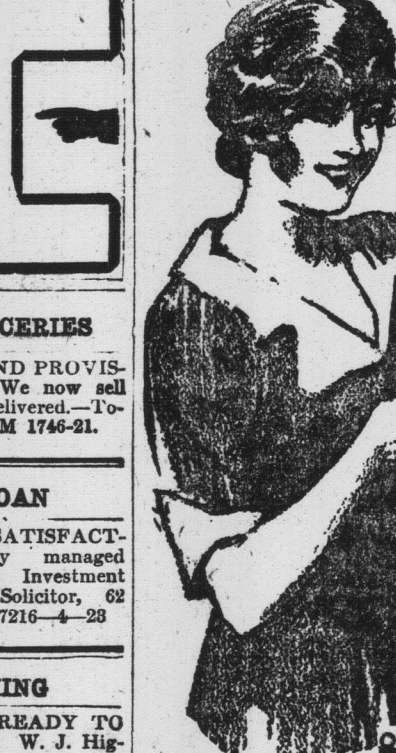 CERIES
ND PROVIS-
We now sell
elivered.—To-
M 1746-21.
OAN
SATISFACT-
y managed
Investment
Solicitor, 62
7216—4—23
ING
READY TO
W. J. Hig-